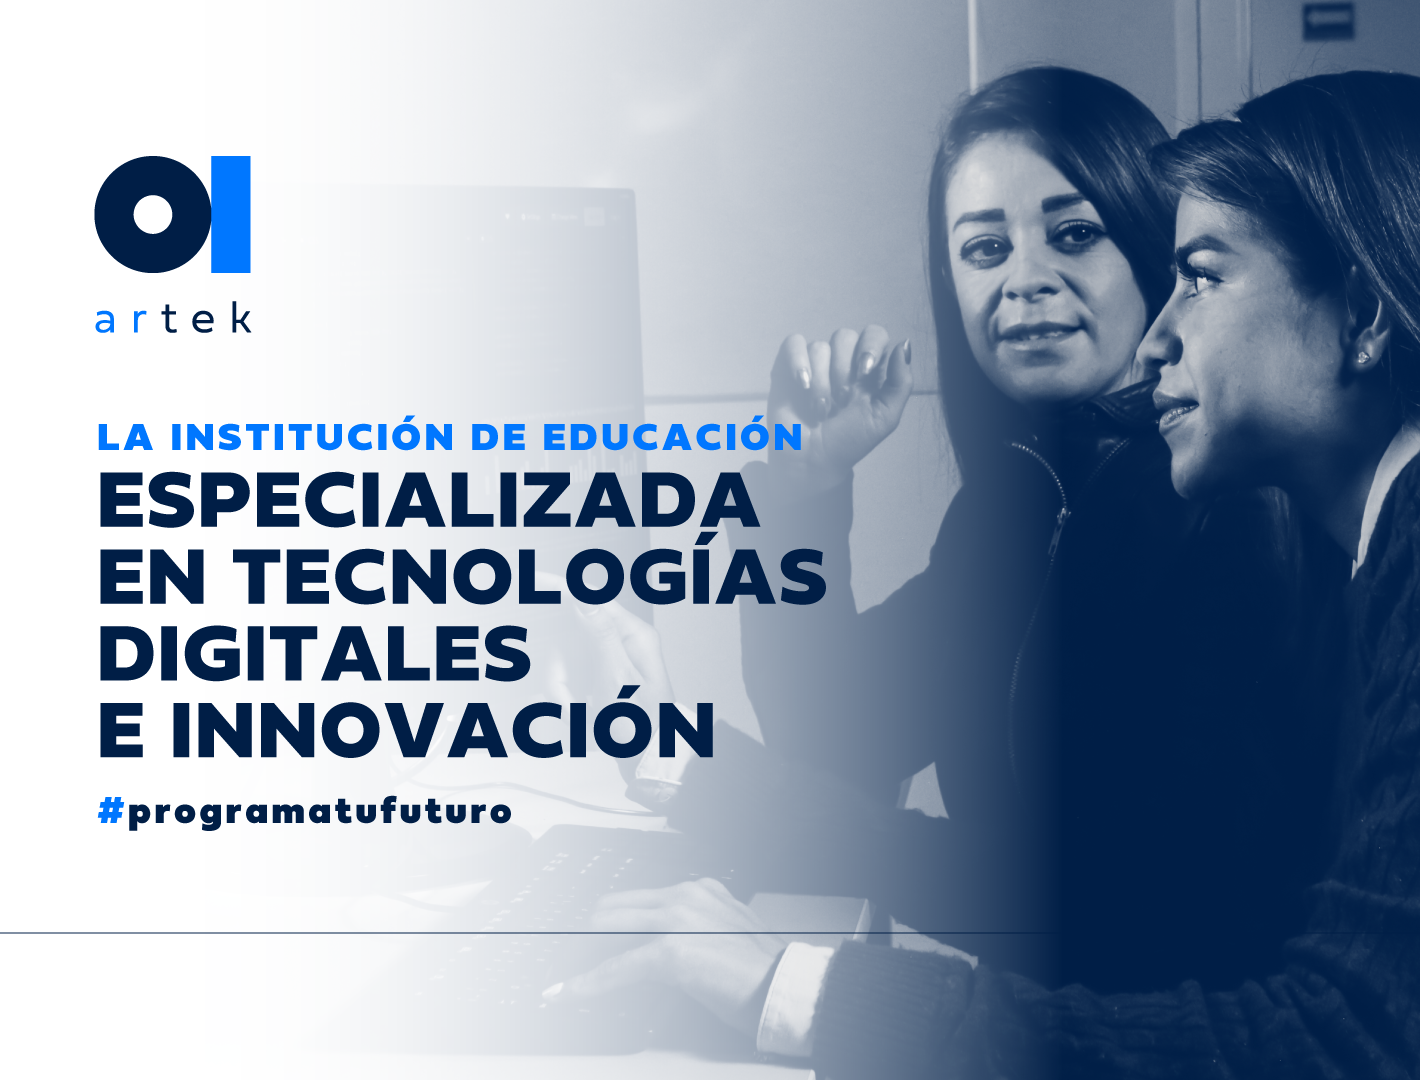 artek
LA INSTITUCIÓN DE EDUCACIÓN
ESPECIALIZADA
EN TECNOLOGÍAS
DIGITALES
E INNOVACIÓN
#programatufuturo